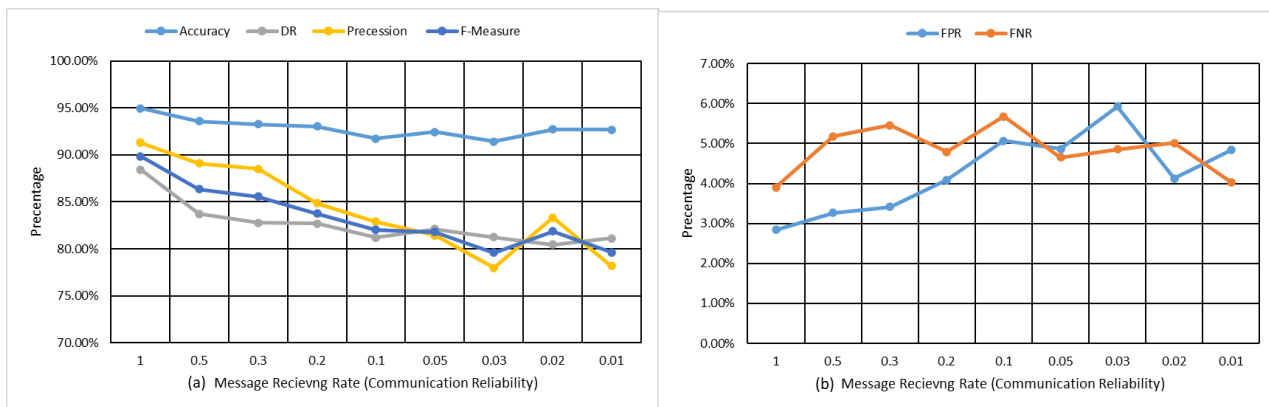 Accuracy DR Precession F-Measure
100.00%
95.00%
90.00%
85.00%
80.00%
75.00%
70.00%
Precentage
1 0.5 0.3 0.2 0.1 0.05 0.03 0.02 0.01
(a) Message Recievng Rate (Communication Reliability)
FPR FNR
7.00%
6.00%
5.00%
4.00%
3.00%
2.00%
1.00%
0.00%
Precentage
1 0.5 0.3 0.2 0.1 0.05 0.03 0.02 0.01
(b) Message Recievng Rate (Communication Reliability)